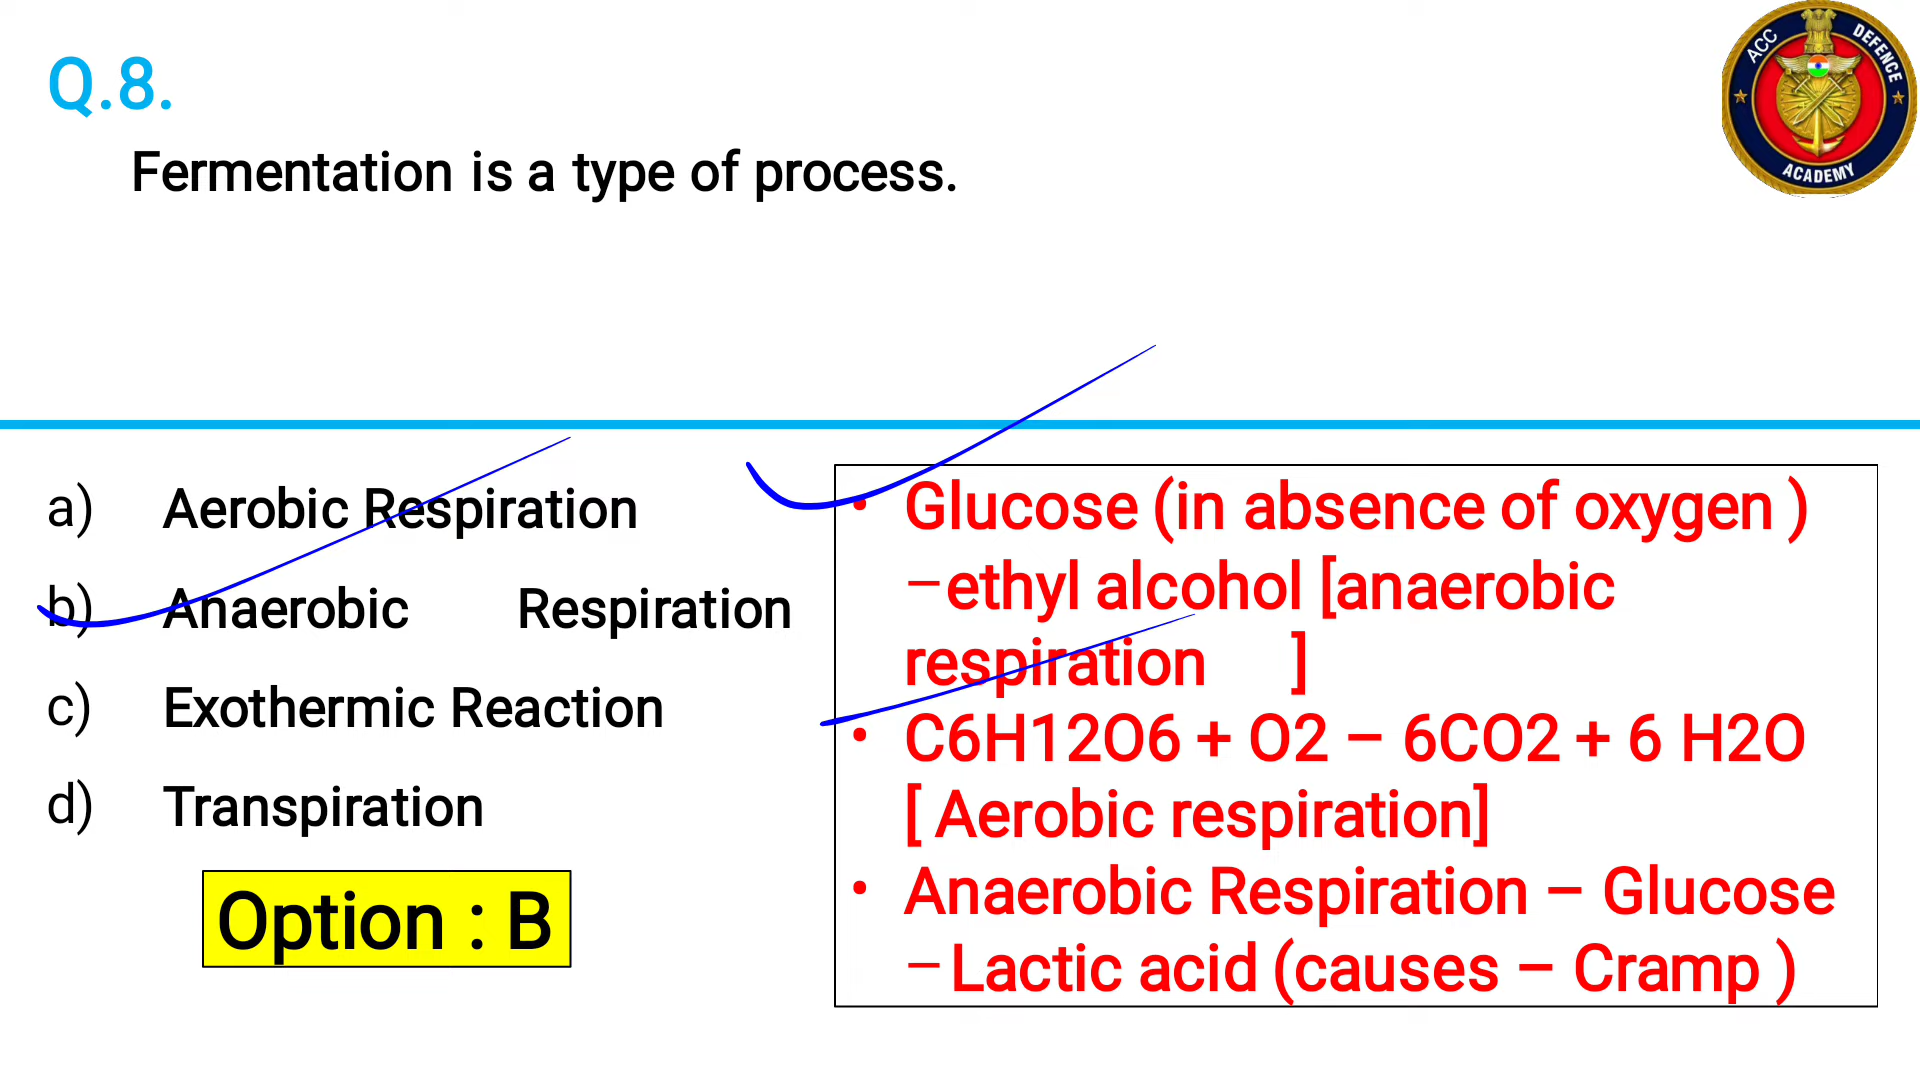 Q.8.
ACC DEFENCE ACADEMY
Fermentation is a type of process.
a) Aerobic Respiration
b) Anaerobic Respiration
c) Exothermic Reaction
d) Transpiration
Option : B
• Glucose (in absence of oxygen )
–ethyl alcohol [anaerobic
respiration ]
• C6H12O6 + O2 – 6CO2 + 6 H2O
[ Aerobic respiration]
• Anaerobic Respiration – Glucose
– Lactic acid (causes – Cramp )